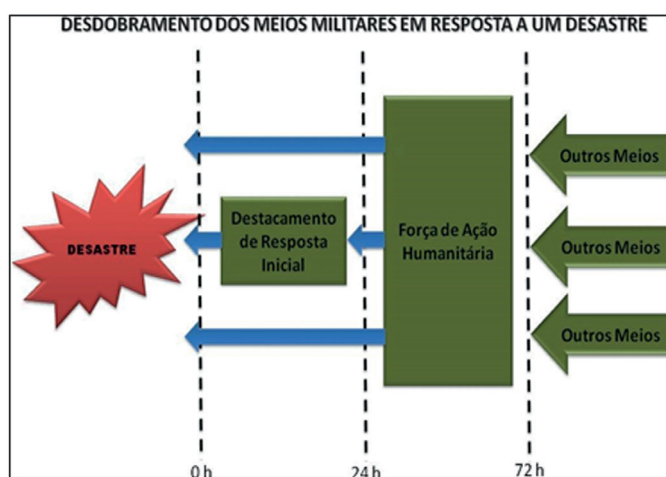 DESDOBRAMENTO DOS MEIOS MILITARES EM RESPOSTA A UM DESASTRE
DESASTRE
Destacamento
de Resposta
Inicial
Força de Ação
Humanitária
Outros Meios
Outros Meios
Outros Meios
0 h
24 h
72 h